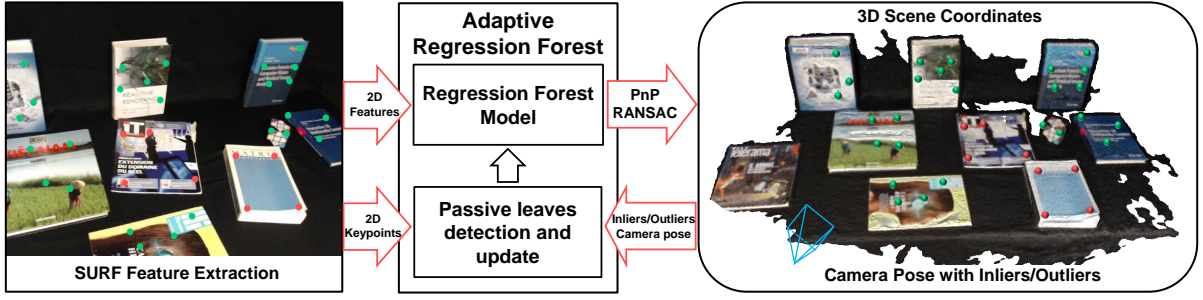 SURF Feature Extraction
REALTIME
RENDERING
EXTENSION
DU DOMAINE
DU RÉEL
2D
Features
2D
Keypoints
Adaptive
Regression Forest
Regression Forest
Model
Passive leaves
detection and
update
PnP
RANSAC
Inliers/Outliers
Camera pose
3D Scene Coordinates
Télérama
Camera Pose with Inliers/Outliers